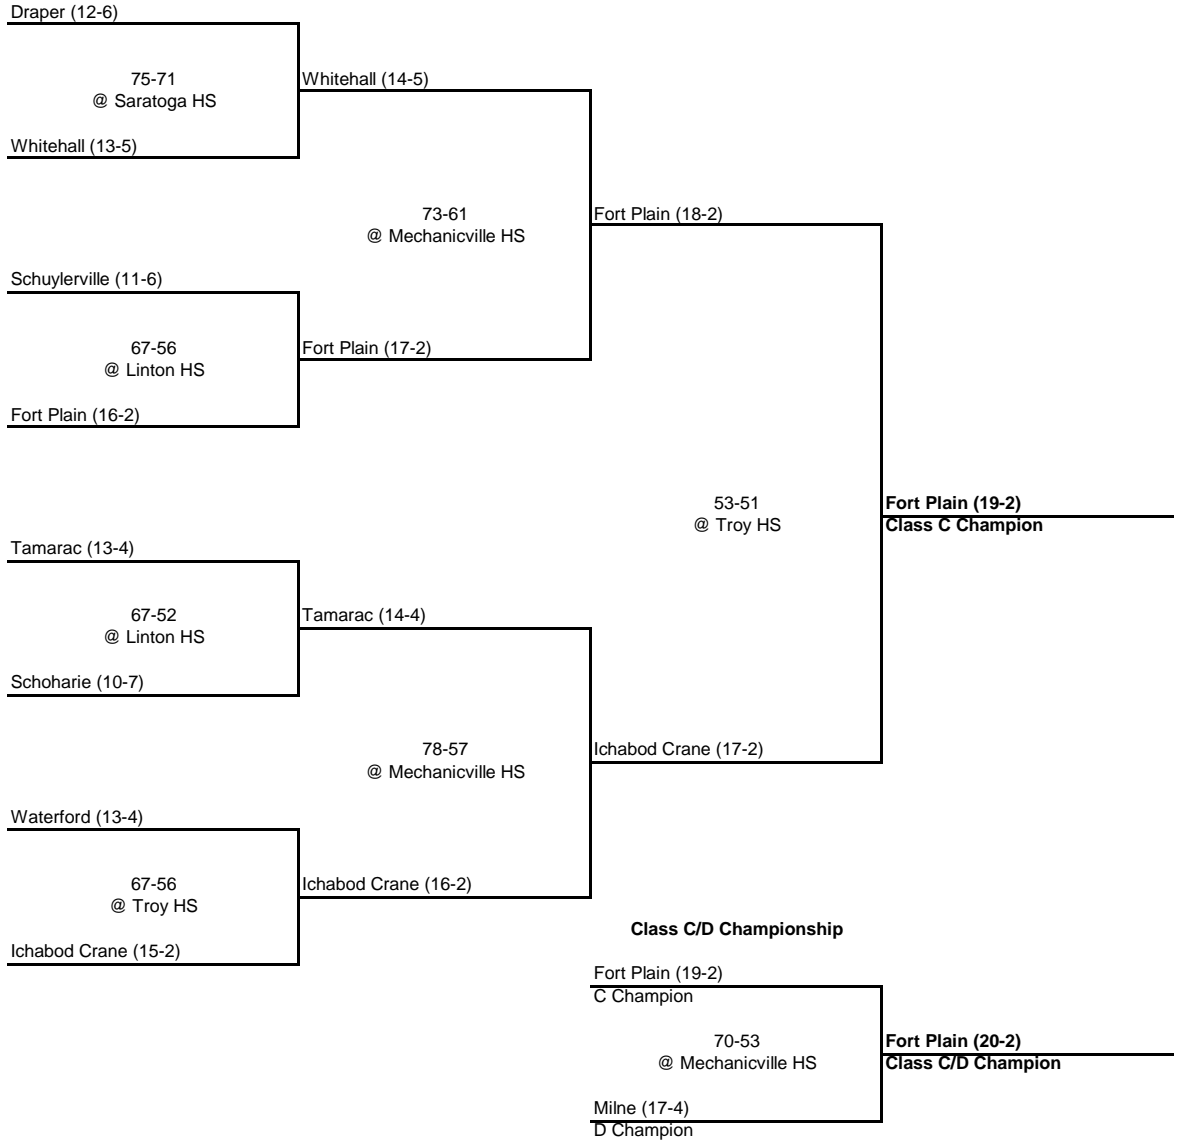 Draper (12-6)
75-71
@ Saratoga HS
Whitehall (14-5)
Whitehall (13-5)
73-61
@ Mechanicville HS
Fort Plain (18-2)
Schuylerville (11-6)
67-56
@ Linton HS
Fort Plain (17-2)
Fort Plain (16-2)
53-51
@ Troy HS
Fort Plain (19-2)
Class C Champion
Tamarac (13-4)
67-52
@ Linton HS
Tamarac (14-4)
Schoharie (10-7)
78-57
@ Mechanicville HS
Ichabod Crane (17-2)
Waterford (13-4)
67-56
@ Troy HS
Ichabod Crane (16-2)
Ichabod Crane (15-2)
Class C/D Championship
Fort Plain (19-2)
C Champion
70-53
@ Mechanicville HS
Fort Plain (20-2)
Class C/D Champion
Milne (17-4)
D Champion